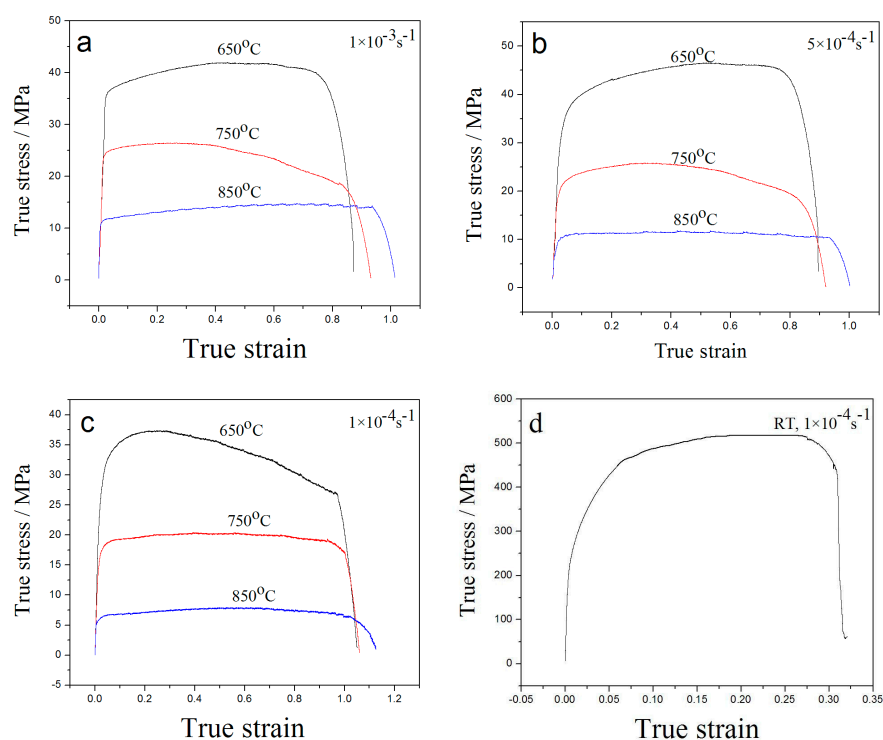 a
1×10⁻³s⁻¹
650°C
750°C
850°C
50
40
30
20
10
0
0.0 0.2 0.4 0.6 0.8 1.0
True stress / MPa
True strain
b
5×10⁻⁴s⁻¹
650°C
750°C
850°C
50
40
30
20
10
0
0.0 0.2 0.4 0.6 0.8 1.0
True stress / MPa
True strain
c
1×10⁻⁴s⁻¹
650°C
750°C
850°C
40
35
30
25
20
15
10
5
0
-5
0.0 0.2 0.4 0.6 0.8 1.0 1.2
True stress / MPa
True strain
d
RT, 1×10⁻⁴s⁻¹
600
500
400
300
200
100
0
-0.05 0.00 0.05 0.10 0.15 0.20 0.25 0.30 0.35
True stress / MPa
True strain